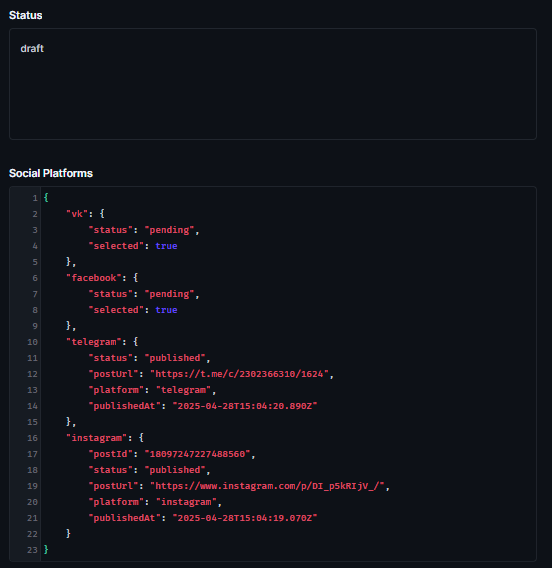 Status
draft
Social Platforms
1 {
2 "vk": {
3 "status": "pending",
4 "selected": true
5 },
6 "facebook": {
7 "status": "pending",
8 "selected": true
9 },
10 "telegram": {
11 "status": "published",
12 "postUrl": "https://t.me/c/2302366310/1624",
13 "platform": "telegram",
14 "publishedAt": "2025-04-28T15:04:20.890Z"
15 },
16 "instagram": {
17 "postId": "18097247227488560",
18 "status": "published",
19 "postUrl": "https://www.instagram.com/p/DI_p5kRIjV_/",
20 "platform": "instagram",
21 "publishedAt": "2025-04-28T15:04:19.070Z"
22 }
23 }